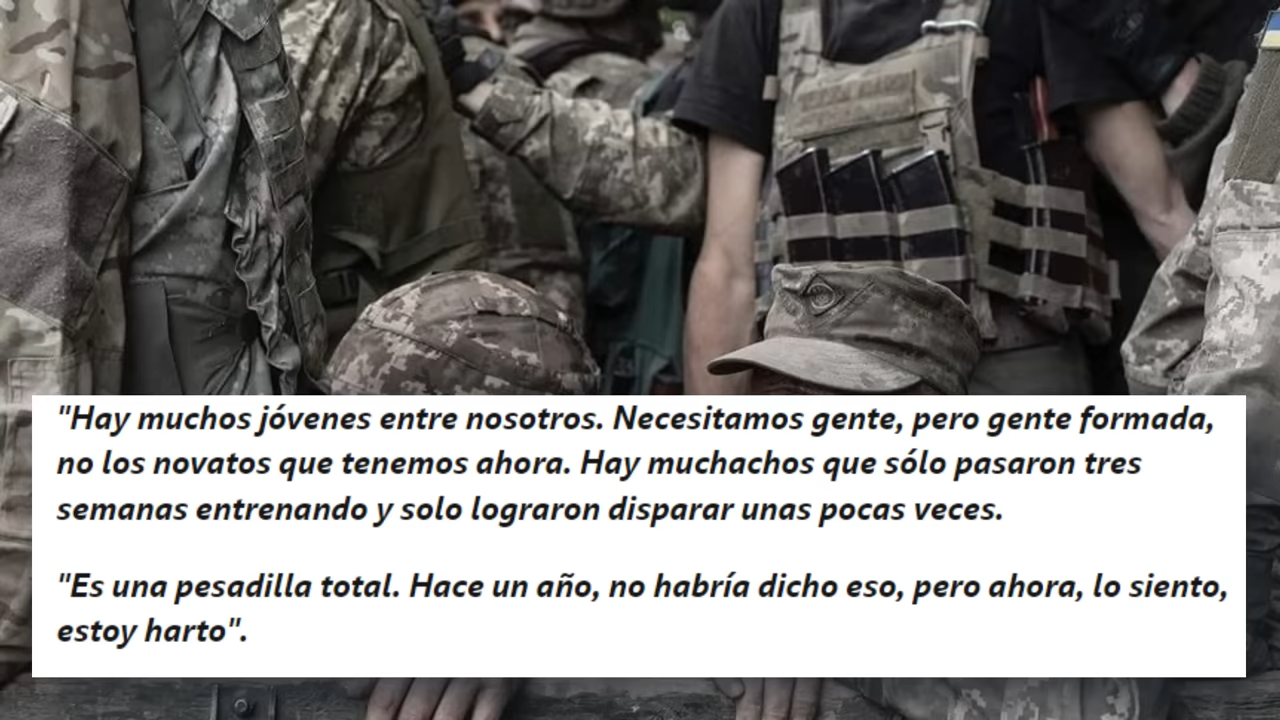 "Hay muchos jóvenes entre nosotros. Necesitamos gente, pero gente formada,
no los novatos que tenemos ahora. Hay muchachos que sólo pasaron tres
semanas entrenando y solo lograron disparar unas pocas veces.
"Es una pesadilla total. Hace un año, no habría dicho eso, pero ahora, lo siento,
estoy harto".